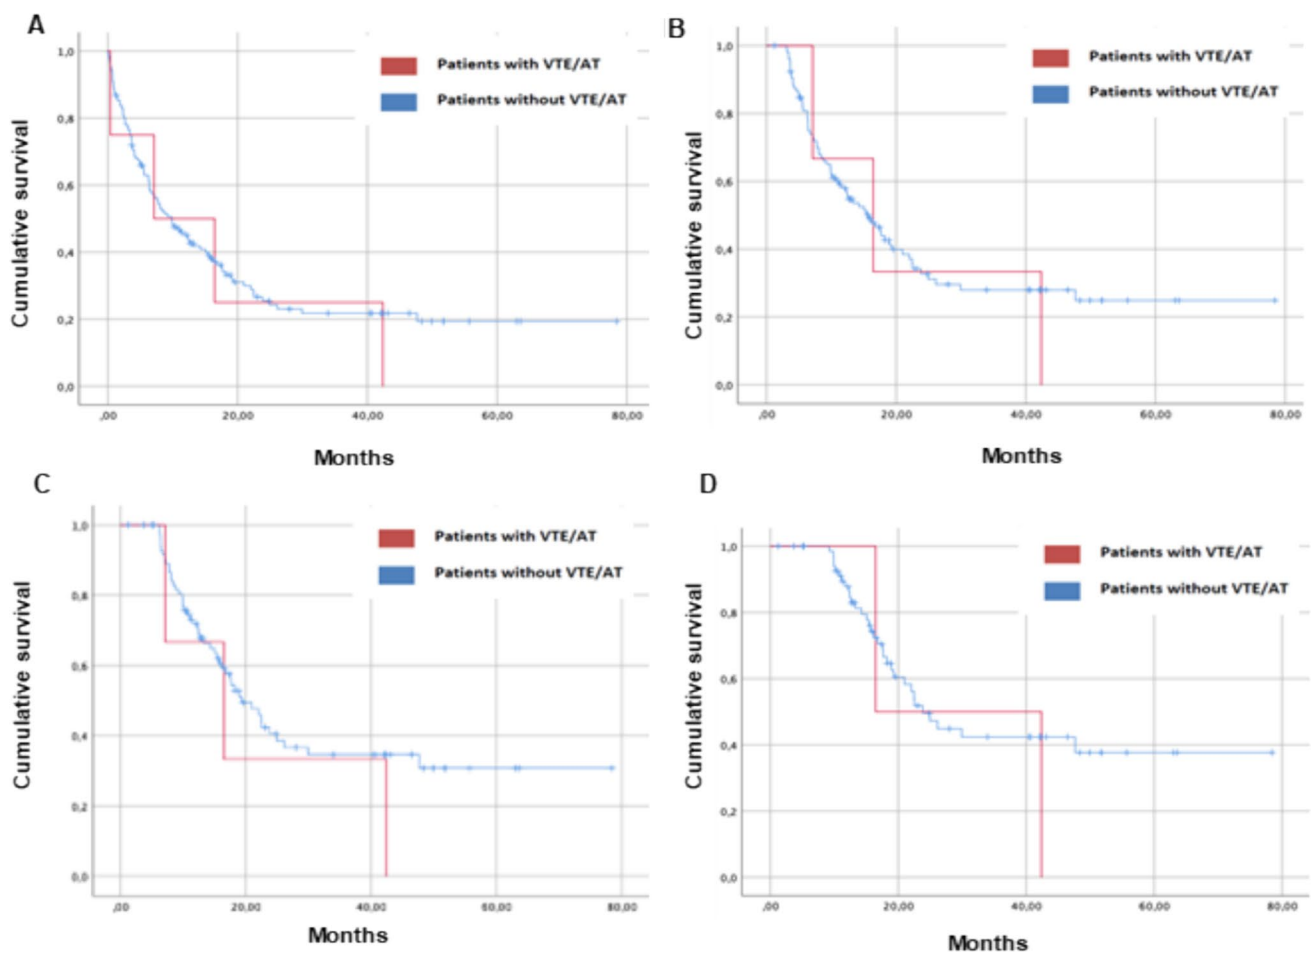 A
Patients with VTE/AT
Patients without VTE/AT
Cumulative survival
1,0
0,8
0,6
0,4
0,2
0,0
,00 20,00 40,00 60,00 80,00
Months
B
Patients with VTE/AT
Patients without VTE/AT
Cumulative survival
1,0
0,8
0,6
0,4
0,2
0,0
,00 20,00 40,00 60,00 80,00
Months
C
Patients with VTE/AT
Patients without VTE/AT
Cumulative survival
1,0
0,8
0,6
0,4
0,2
0,0
,00 20,00 40,00 60,00 80,00
Months
D
Patients with VTE/AT
Patients without VTE/AT
Cumulative survival
1,0
0,8
0,6
0,4
0,2
0,0
,00 20,00 40,00 60,00 80,00
Months